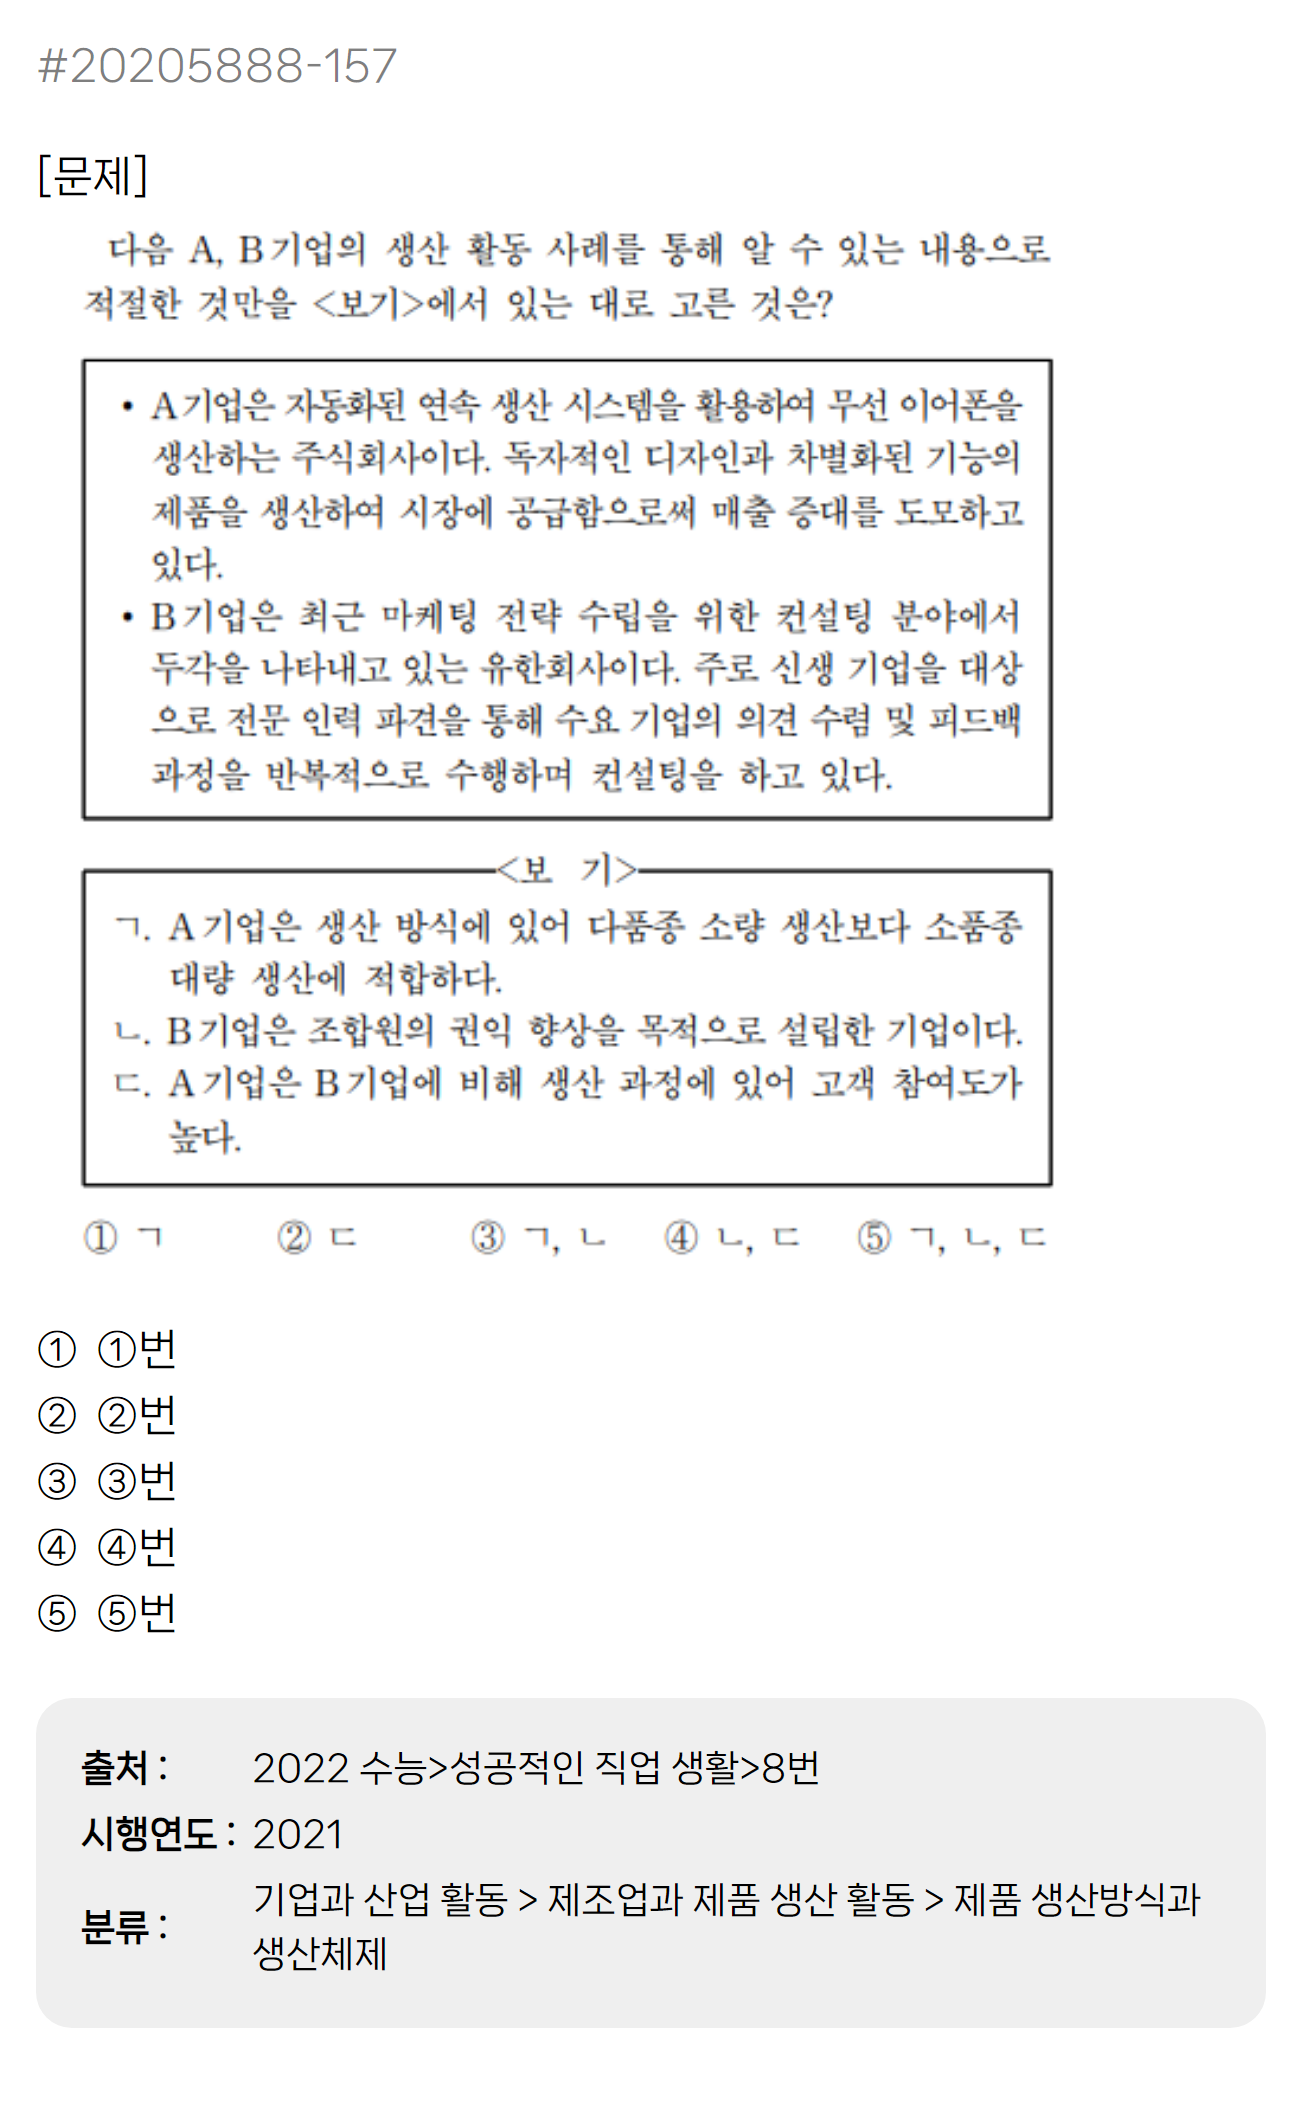 #20205888-157
[문제]
다음 A, B기업의 생산 활동 사례를 통해 알 수 있는 내용으로
적절한 것만을 <보기>에서 있는 대로 고른 것은?
• A기업은 자동화된 연속 생산 시스템을 활용하여 무선 이어폰을
생산하는 주식회사이다. 독자적인 디자인과 차별화된 기능의
제품을 생산하여 시장에 공급함으로써 매출 증대를 도모하고
있다.
• B기업은 최근 마케팅 전략 수립을 위한 컨설팅 분야에서
두각을 나타내고 있는 유한회사이다. 주로 신생 기업을 대상
으로 전문 인력 파견을 통해 수요 기업의 의견 수렴 및 피드백
과정을 반복적으로 수행하며 컨설팅을 하고 있다.
<보 기>
ㄱ. A기업은 생산 방식에 있어 다품종 소량 생산보다 소품종
대량 생산에 적합하다.
ㄴ. B기업은 조합원의 권익 향상을 목적으로 설립한 기업이다.
ㄷ. A기업은 B기업에 비해 생산 과정에 있어 고객 참여도가
높다.
① ㄱ ② ㄷ ③ ㄱ, ㄴ ④ ㄴ, ㄷ ⑤ ㄱ, ㄴ, ㄷ
① ①번
② ②번
③ ③번
④ ④번
⑤ ⑤번
출처 : 2022 수능>성공적인 직업 생활>8번
시행연도 : 2021
분류 : 기업과 산업 활동 > 제조업과 제품 생산 활동 > 제품 생산방식과
생산체제